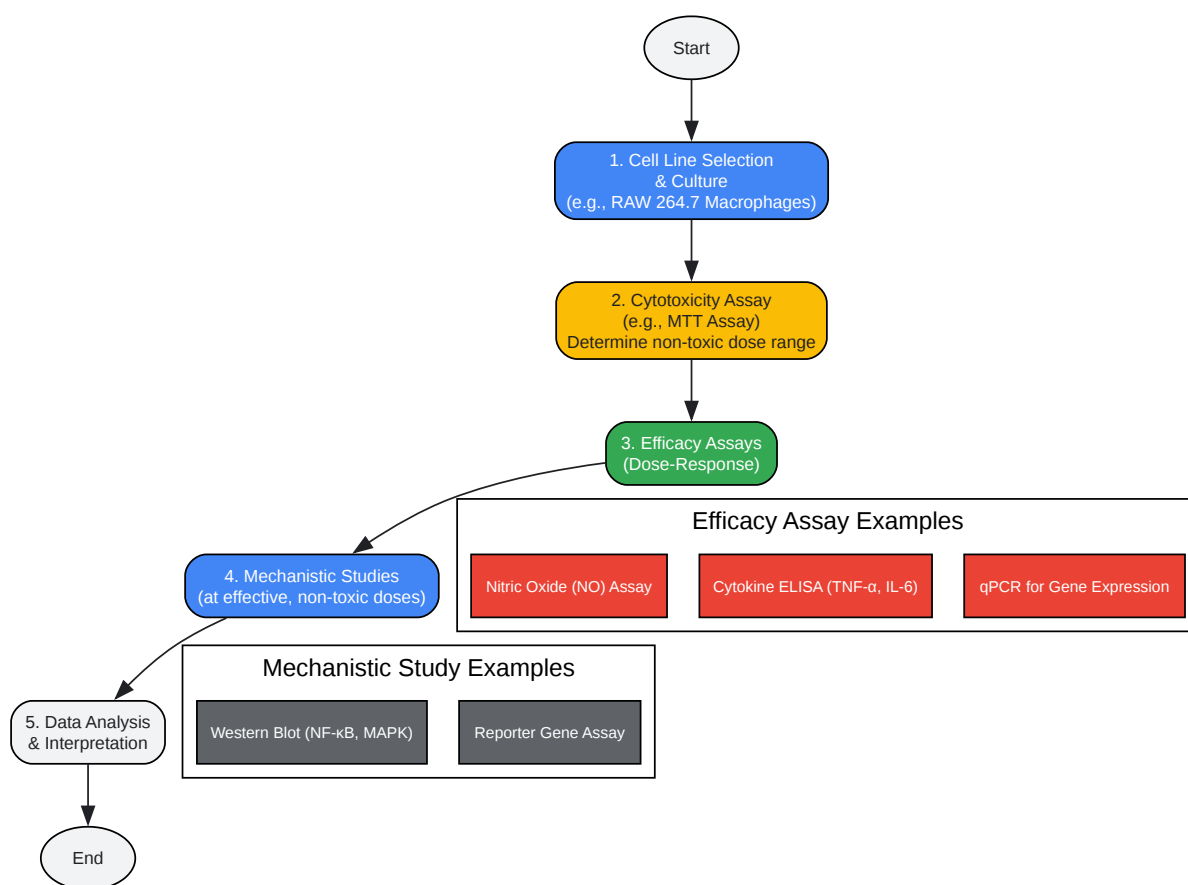 Start
1. Cell Line Selection
& Culture
(e.g., RAW 264.7 Macrophages)
2. Cytotoxicity Assay
(e.g., MTT Assay)
Determine non-toxic dose range
3. Efficacy Assays
(Dose-Response)
Efficacy Assay Examples
Nitric Oxide (NO) Assay
Cytokine ELISA (TNF-α, IL-6)
qPCR for Gene Expression
4. Mechanistic Studies
(at effective, non-toxic doses)
Mechanistic Study Examples
Western Blot (NF-κB, MAPK)
Reporter Gene Assay
5. Data Analysis
& Interpretation
End